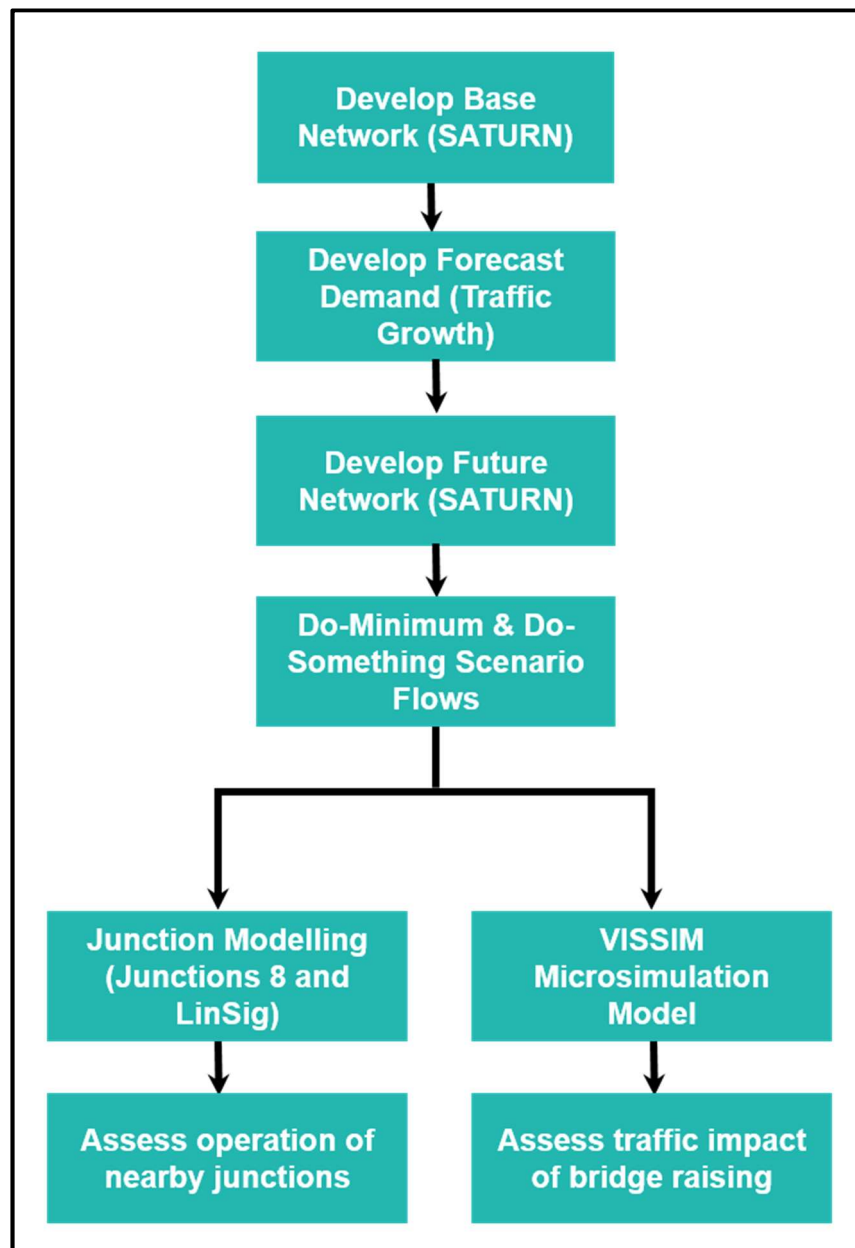 Develop Base
Network (SATURN)
Develop Forecast
Demand (Traffic
Growth)
Develop Future
Network (SATURN)
Do-Minimum & Do-
Something Scenario
Flows
Junction Modelling
(Junctions 8 and
LinSig)
VISSIM
Microsimulation
Model
Assess operation of
nearby junctions
Assess traffic impact
of bridge raising